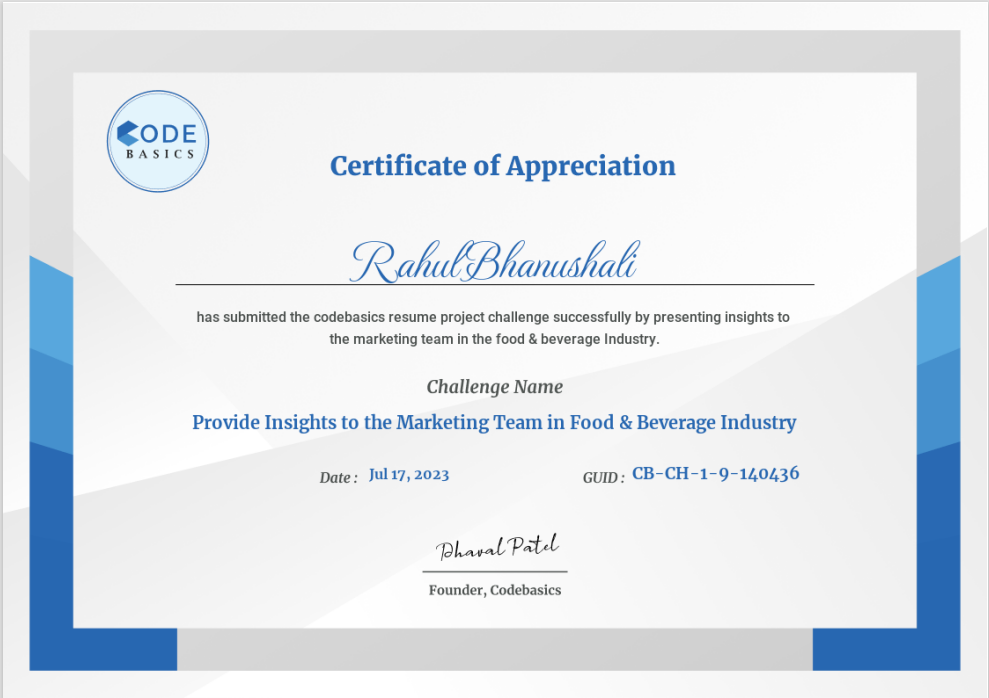 CODE
BASICS
Certificate of Appreciation
Rahul Bhanushali
has submitted the codebasics resume project challenge successfully by presenting insights to
the marketing team in the food & beverage Industry.
Challenge Name
Provide Insights to the Marketing Team in Food & Beverage Industry
Date : Jul 17, 2023 GUID : CB-CH-1-9-140436
Dhaval Patel
Founder, Codebasics